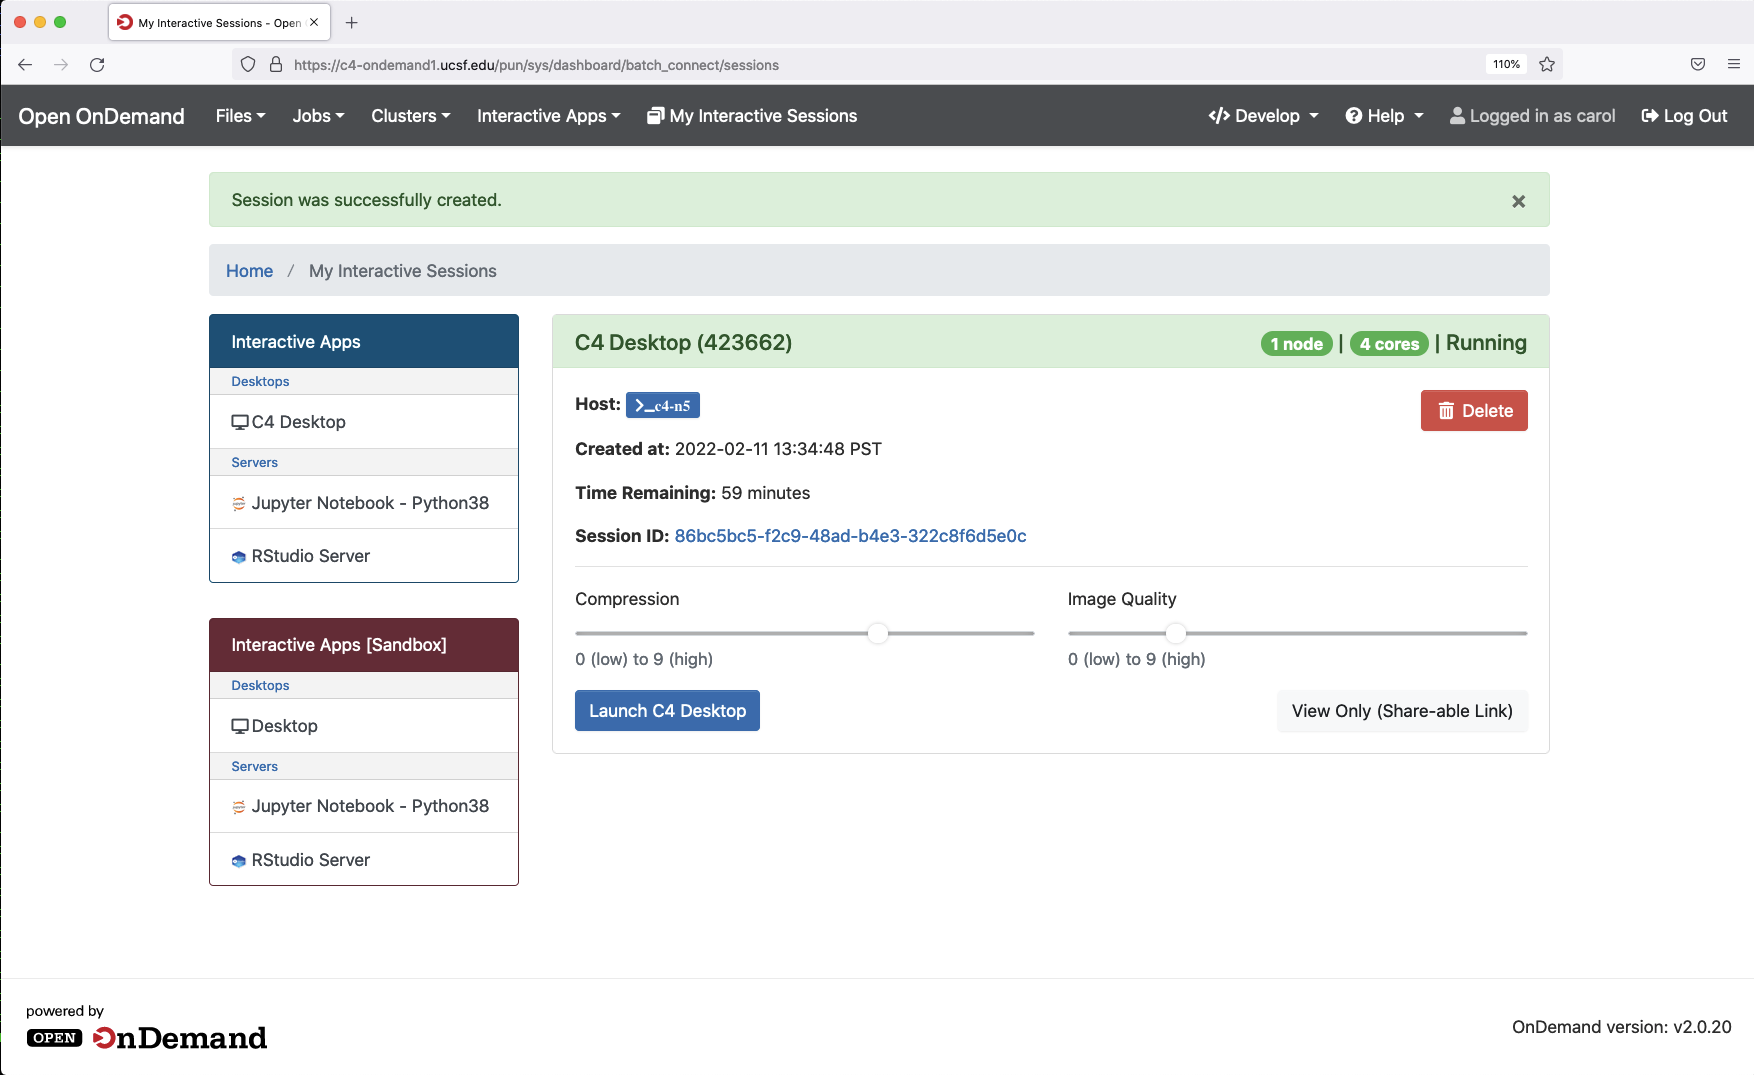 My Interactive Sessions - Open
https://c4-ondemand1.ucsf.edu/pun/sys/dashboard/batch_connect/sessions
110%
Open OnDemand
Files
Jobs
Clusters
Interactive Apps
My Interactive Sessions
Develop
Help
Logged in as carol
Log Out
Session was successfully created.
Home / My Interactive Sessions
Interactive Apps
Desktops
C4 Desktop
Servers
Jupyter Notebook - Python38
RStudio Server
Interactive Apps [Sandbox]
Desktops
Desktop
Servers
Jupyter Notebook - Python38
RStudio Server
C4 Desktop (423662)
1 node | 4 cores | Running
Host: >_c4-n5
Delete
Created at: 2022-02-11 13:34:48 PST
Time Remaining: 59 minutes
Session ID: 86bc5bc5-f2c9-48ad-b4e3-322c8f6d5e0c
Compression
0 (low) to 9 (high)
Image Quality
0 (low) to 9 (high)
Launch C4 Desktop
View Only (Share-able Link)
powered by
OPEN OnDemand
OnDemand version: v2.0.20